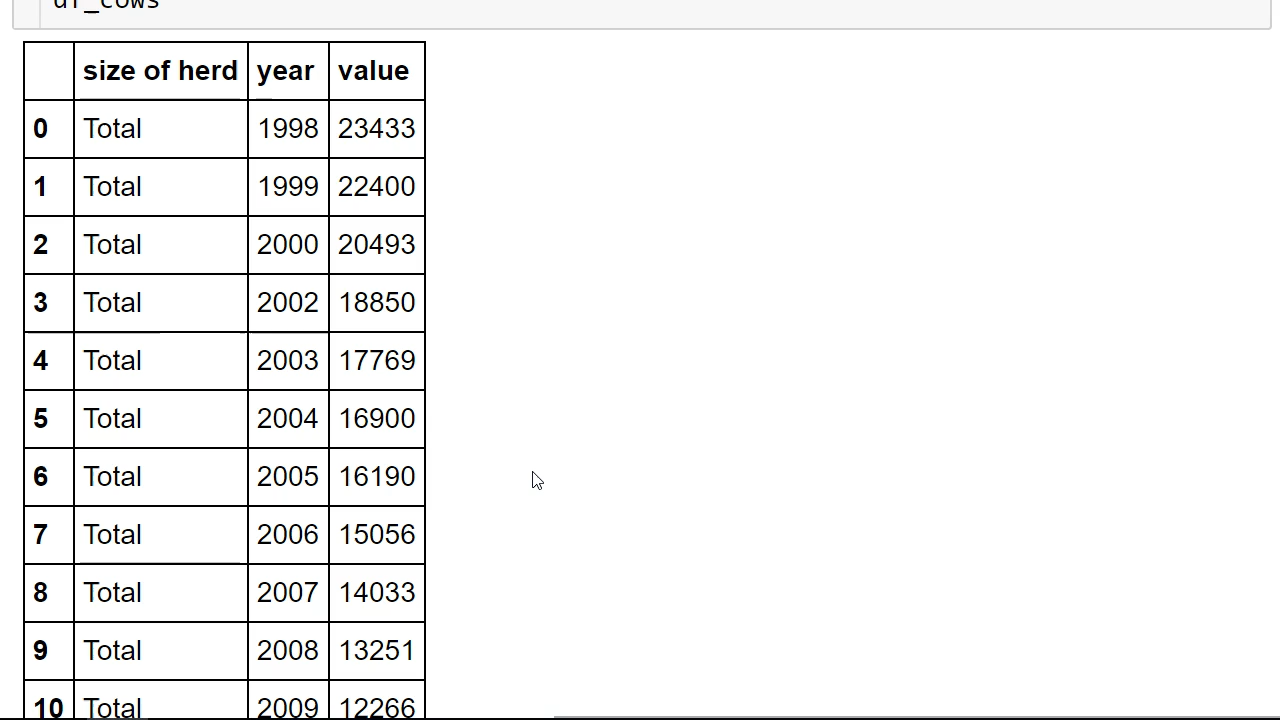 df_cows
size of herd year value
0 Total 1998 23433
1 Total 1999 22400
2 Total 2000 20493
3 Total 2002 18850
4 Total 2003 17769
5 Total 2004 16900
6 Total 2005 16190
7 Total 2006 15056
8 Total 2007 14033
9 Total 2008 13251
10 Total 2009 12266